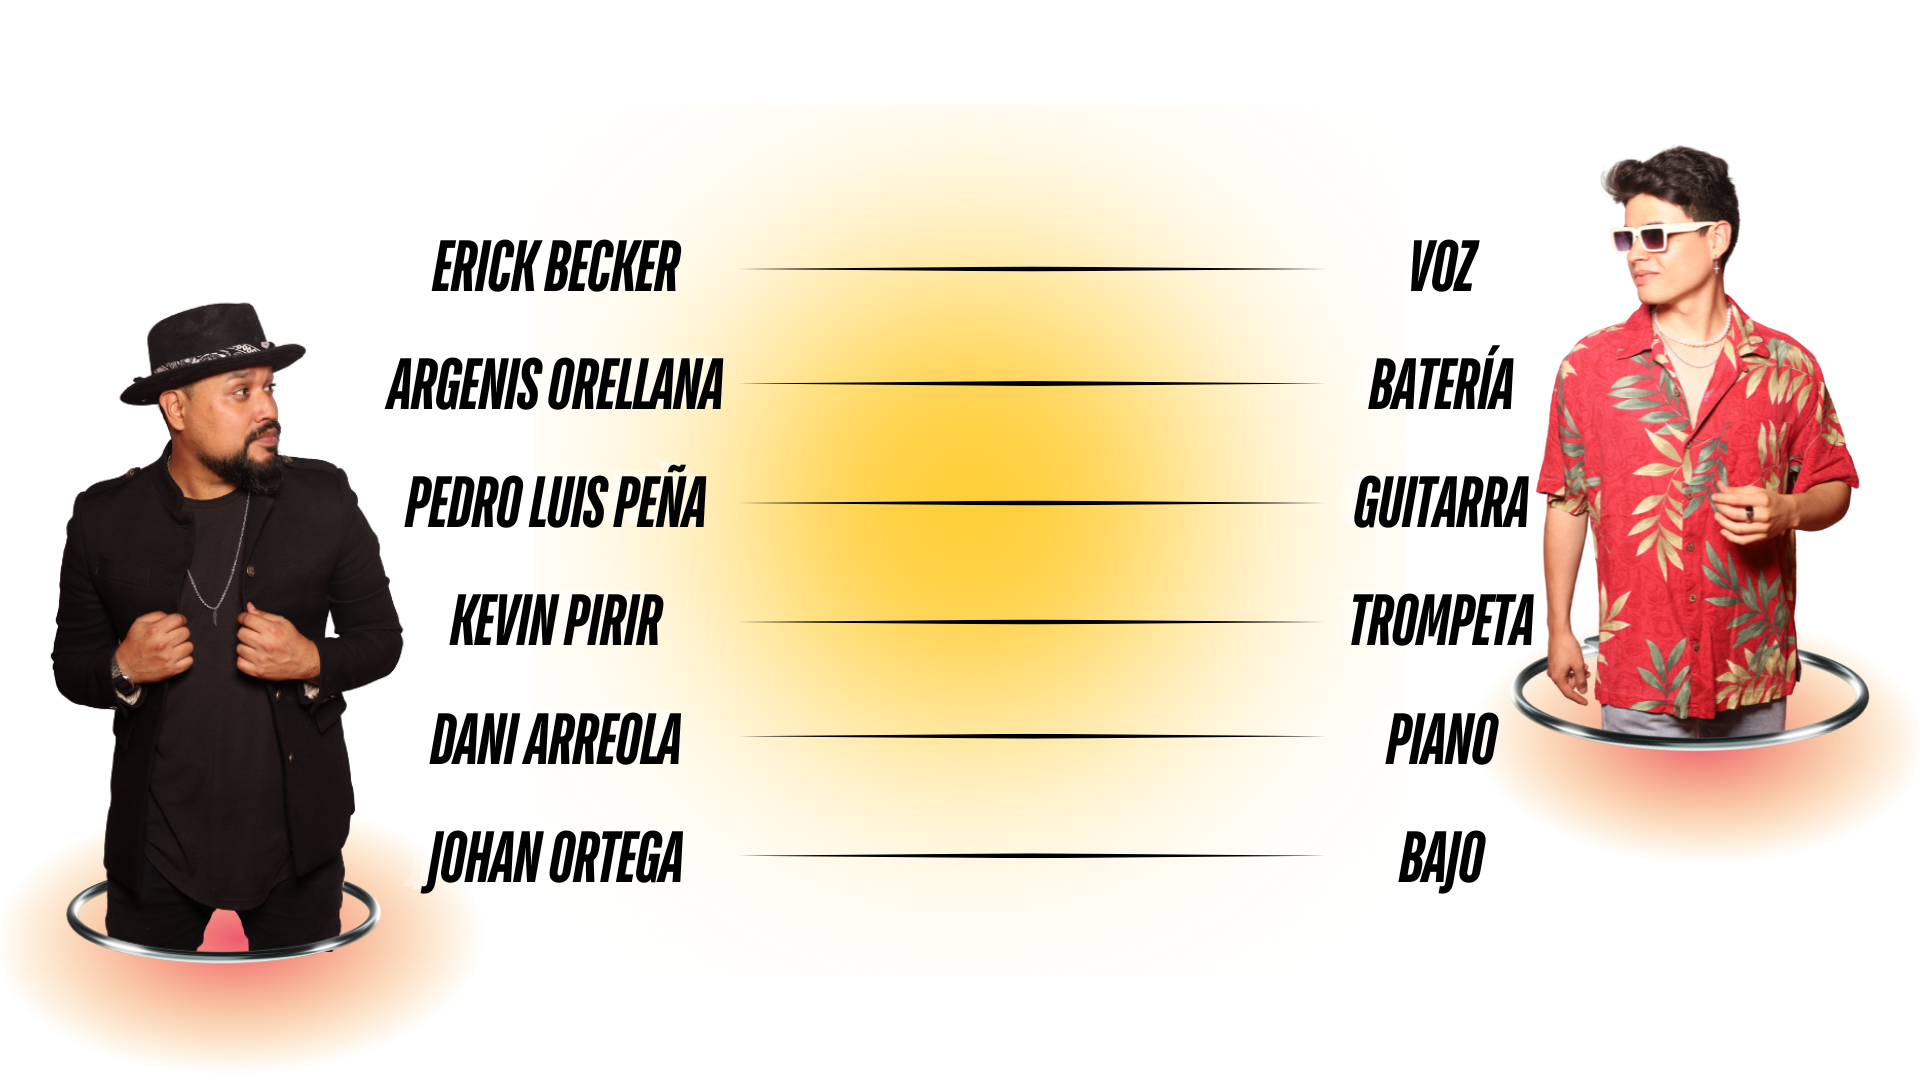 ERICK BECKER VOZ
ARGENIS ORELLANA BATERÍA
PEDRO LUIS PEÑA GUITARRA
KEVIN PIRIR TROMPETA
DANI ARREOLA PIANO
JOHAN ORTEGA BAJO